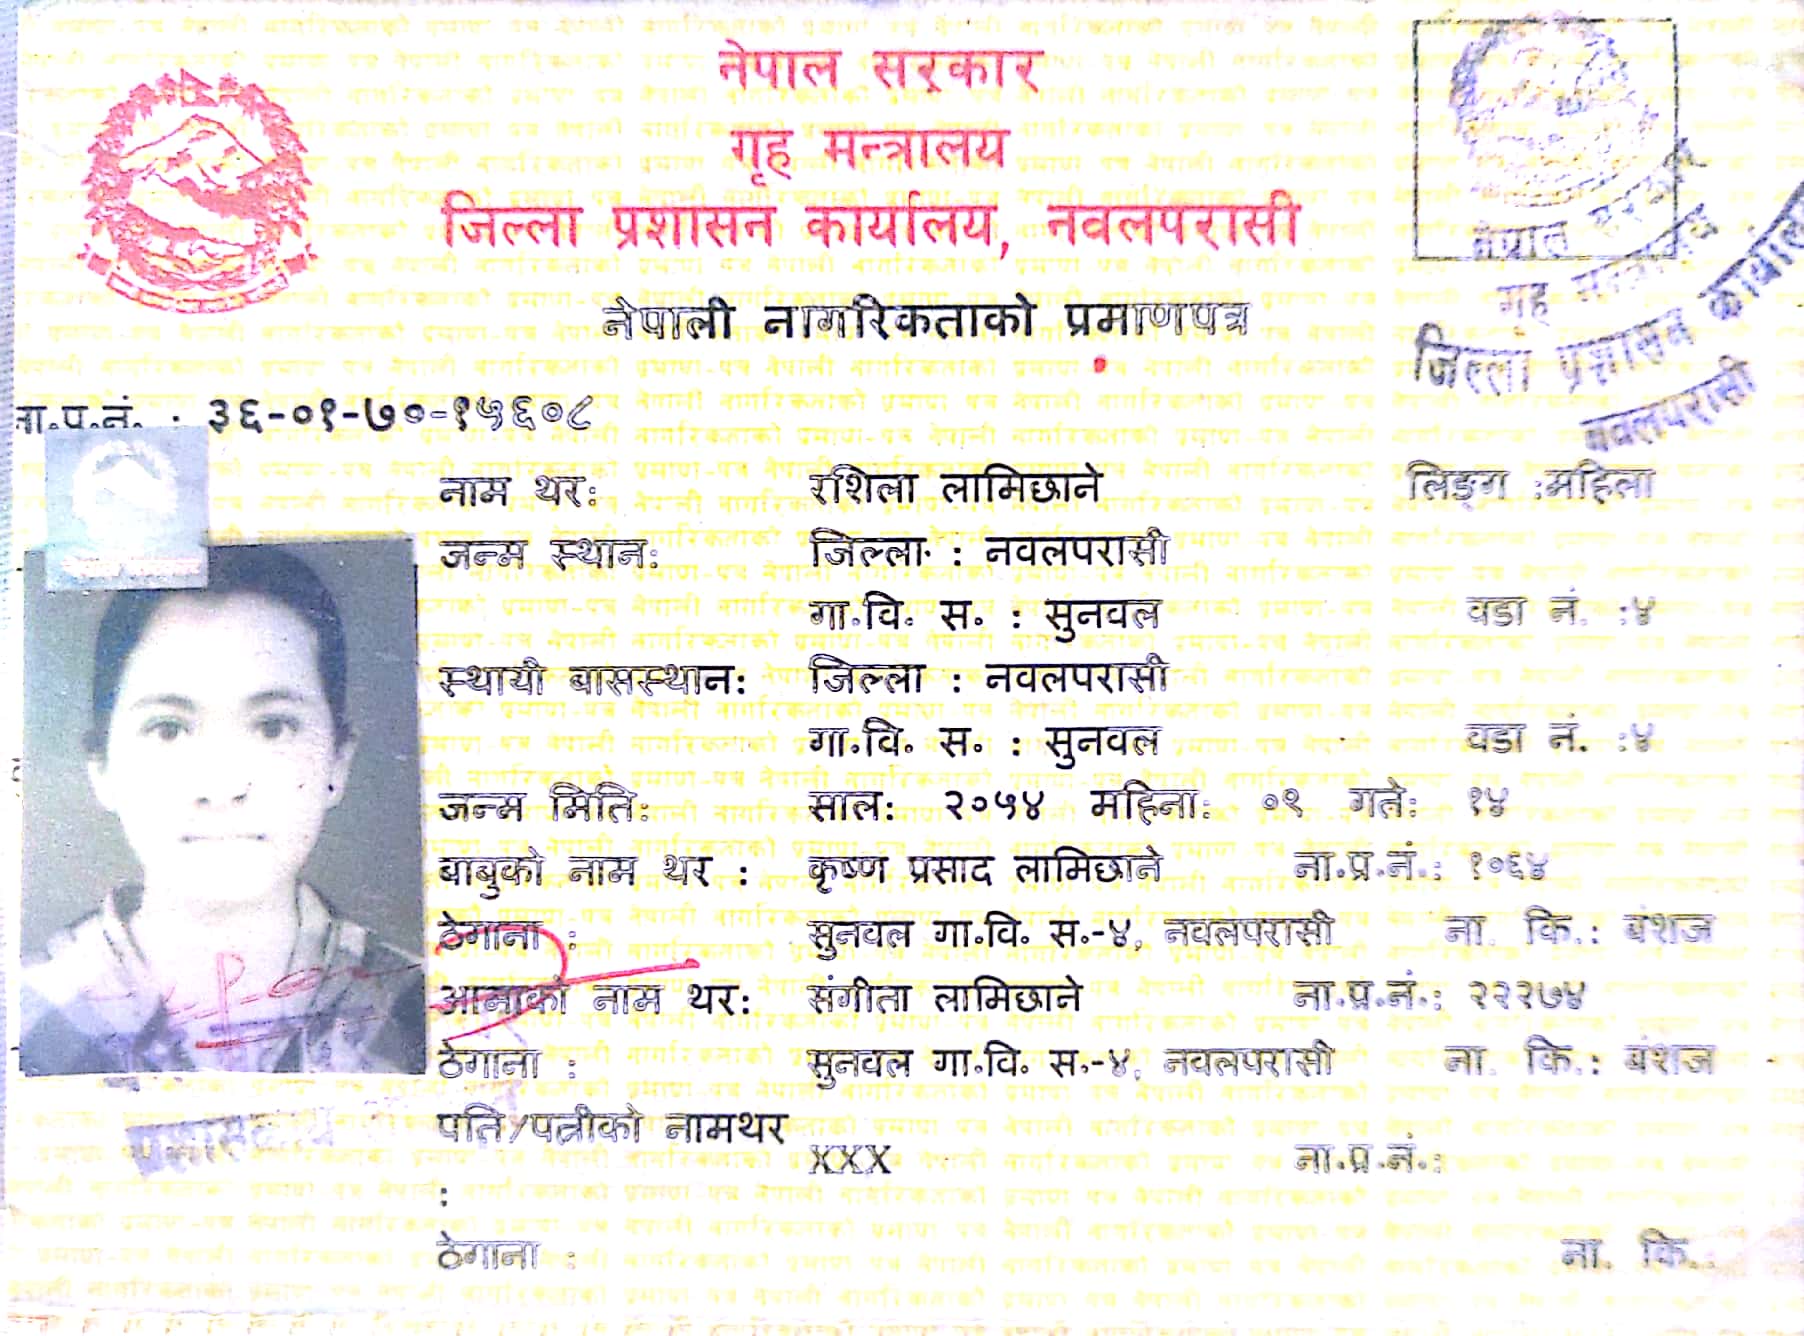 नेपाल सरकार
गृह मन्त्रालय
जिल्ला प्रशासन कार्यालय, नवलपरासी
नेपाल सरकार
गृह मन्त्रालय
जिल्ला प्रशासन कार्यालय
नवलपरासी
नेपाली नागरिकताको प्रमाणपत्र
ना.प्र.नं. : ३६-०१-७०-१५६०८
नाम थर: रशिला लामिछाने लिङ्ग :महिला
जन्म स्थान: जिल्ला : नवलपरासी
गा.वि. स. : सुनवल वडा नं. :४
स्थायी बासस्थान: जिल्ला : नवलपरासी
गा.वि. स. : सुनवल वडा नं. :४
जन्म मिति: साल: २०५४ महिना: ०९ गते: १४
बाबुको नाम थर : कृष्ण प्रसाद लामिछाने ना.प्र.नं.: १०६४
ठेगाना : सुनवल गा.वि. स.-४, नवलपरासी ना. कि.: बंशज
आमाको नाम थर: संगीता लामिछाने ना.प्र.नं.: २२२७४
ठेगाना : सुनवल गा.वि. स.-४, नवलपरासी ना. कि.: बंशज
पति/पत्नीको नामथर : XXX ना.प्र.नं.:
ठेगाना : ना. कि.: